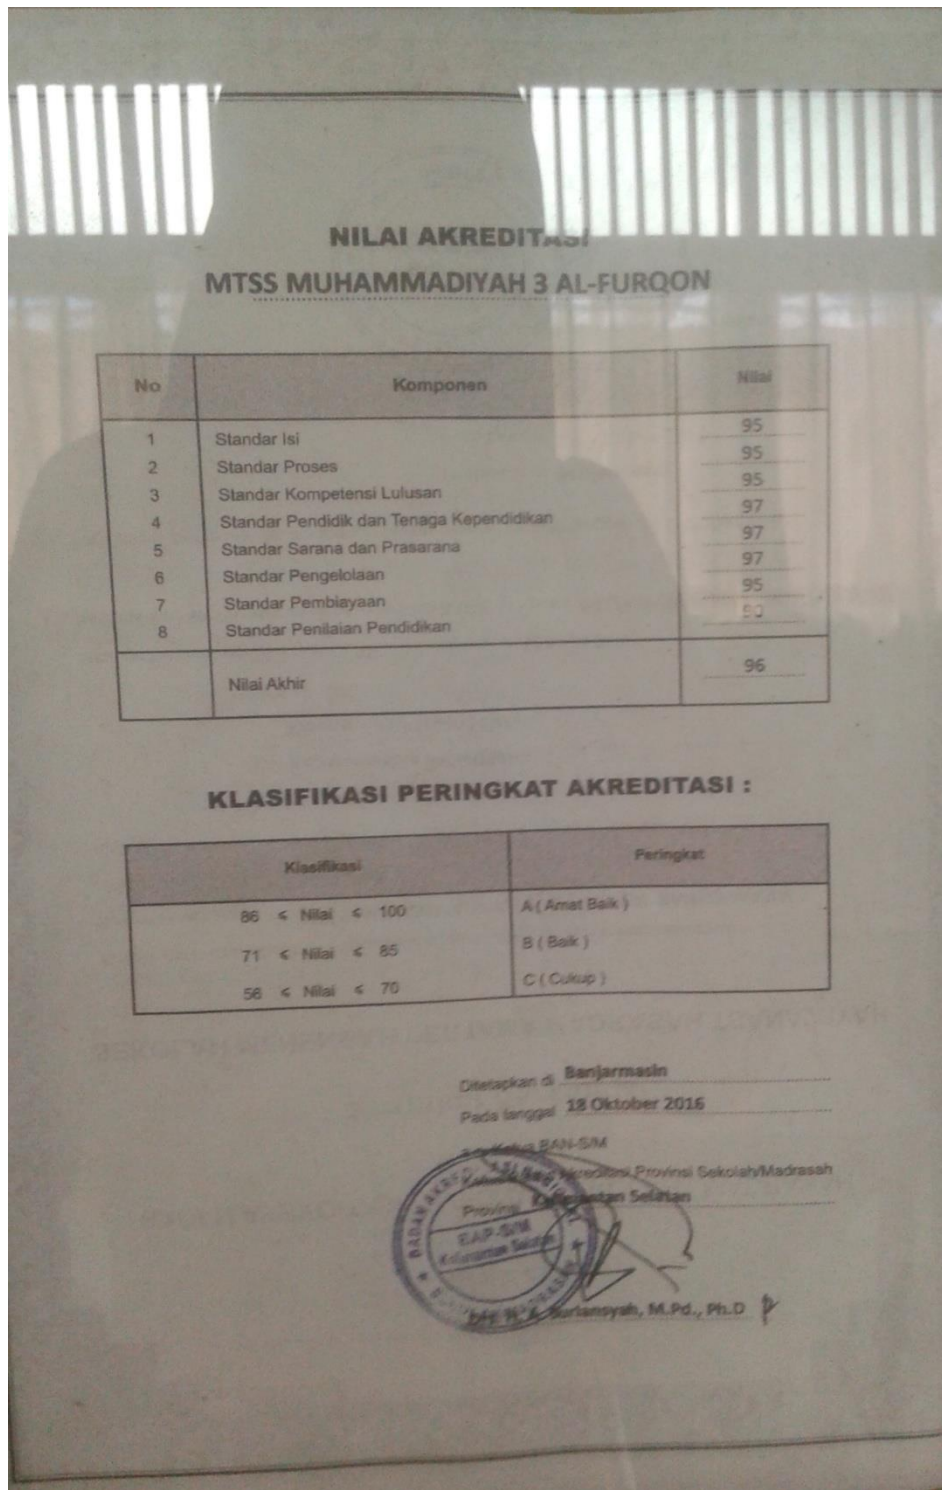 NILAI AKREDITASI
MTSS MUHAMMADIYAH 3 AL-FURQON
No Komponen Nilai
1 Standar Isi 95
2 Standar Proses 95
3 Standar Kompetensi Lulusan 95
4 Standar Pendidik dan Tenaga Kependidikan 97
5 Standar Sarana dan Prasarana 97
6 Standar Pengelolaan 97
7 Standar Pembiayaan 95
8 Standar Penilaian Pendidikan
Nilai Akhir 96
KLASIFIKASI PERINGKAT AKREDITASI :
Klasifikasi Peringkat
86 ≤ Nilai ≤ 100 A ( Amat Baik )
71 ≤ Nilai ≤ 85 B ( Baik )
56 ≤ Nilai ≤ 70 C ( Cukup )
Ditetapkan di Banjarmasin
Pada tanggal 18 Oktober 2016
a.n Ketua BAN-S/M
Akreditasi Provinsi Sekolah/Madrasah
Provinsi Kalimantan Selatan
BAP-S/M
Kalimantan Selatan
M.Pd., Ph.D